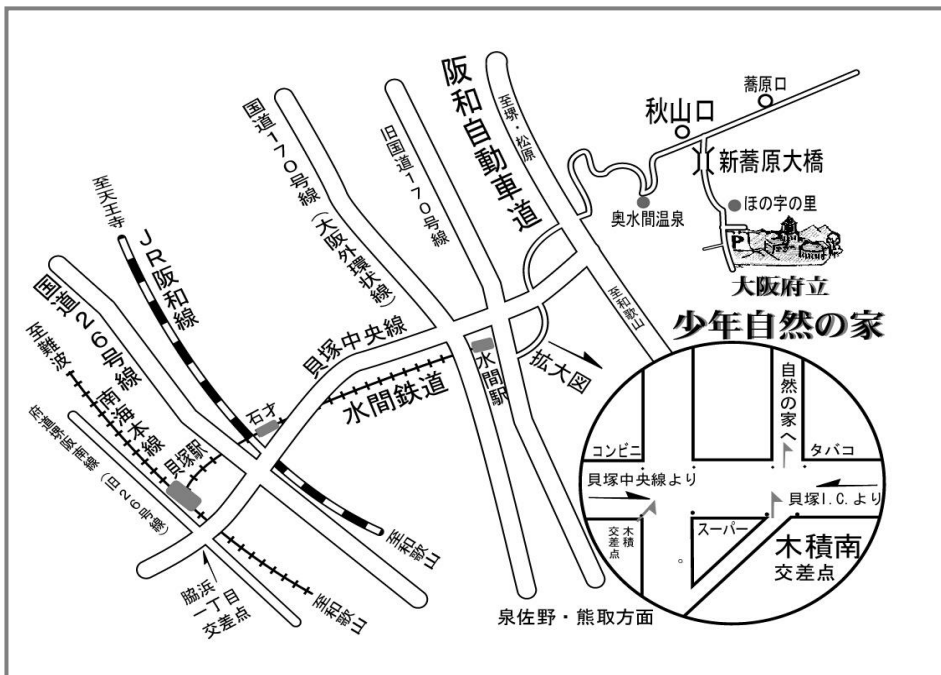 蕎原口
秋山口
新蕎原大橋
奥水間温泉
ほの字の里
P
大阪府立
少年自然の家
阪和自動車道
至堺・松原
至和歌山
旧国道170号線
国道170号線(大阪外環状線)
至天王寺
JR阪和線
国道26号線
至難波
南海本線
府道堺阪南線(旧26号線)
貝塚駅
石才
貝塚中央線
水間鉄道
水間駅
拡大図
至和歌山
至和歌山
脇浜
一丁目
交差点
泉佐野・熊取方面
自然の家へ
コンビニ
タバコ
貝塚中央線より
貝塚I.C.より
木積
交差点
スーパー
木積南
交差点